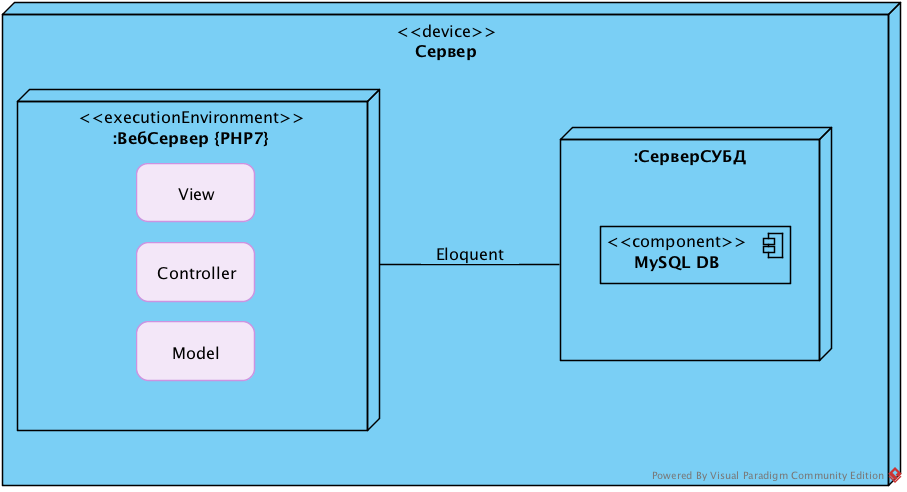 <<device>>
Сервер
<<executionEnvironment>>
:ВебСервер {PHP7}
View
Controller
Model
Eloquent
:СерверСУБД
<<component>>
MySQL DB
Powered By Visual Paradigm Community Edition